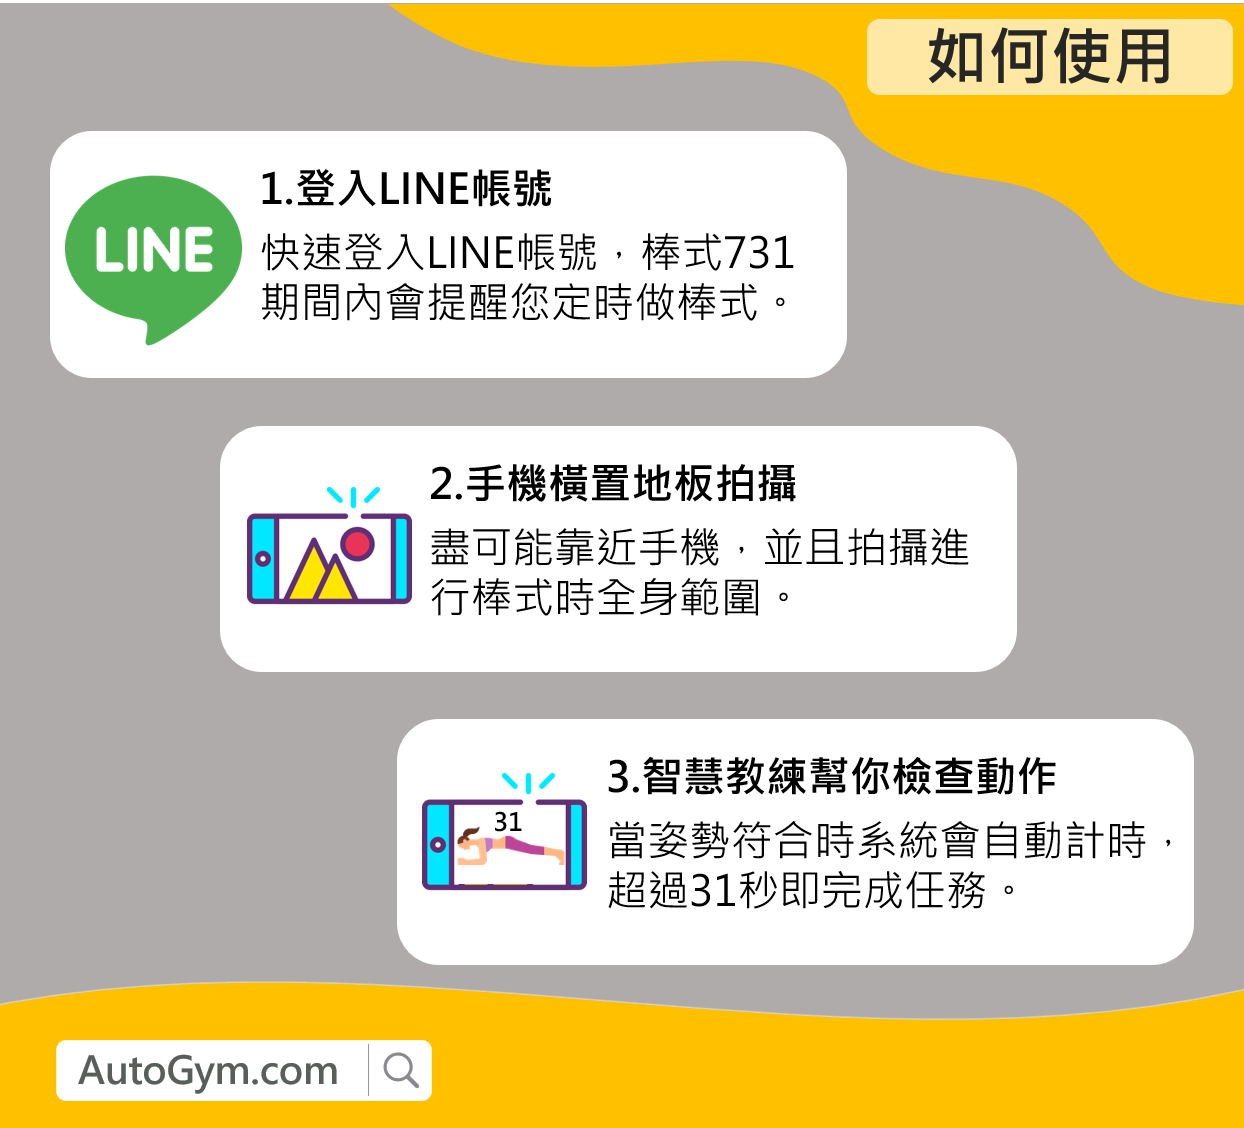 如何使用
LINE
1.登入LINE帳號
快速登入LINE帳號，棒式731
期間內會提醒您定時做棒式。
2.手機橫置地板拍攝
盡可能靠近手機，並且拍攝進
行棒式時全身範圍。
31
3.智慧教練幫你檢查動作
當姿勢符合時系統會自動計時，
超過31秒即完成任務。
AutoGym.com